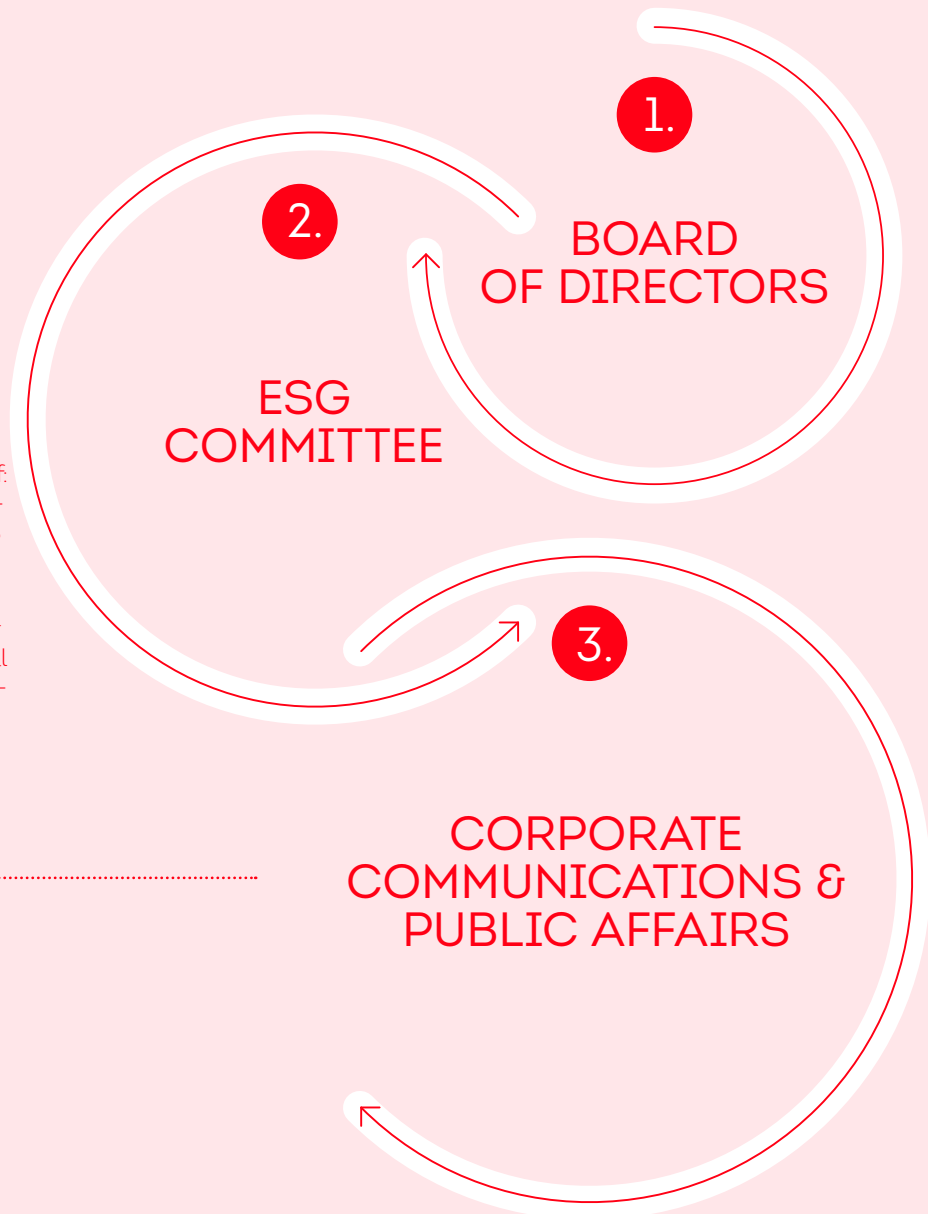 1.
BOARD
OF DIRECTORS
2.
ESG
COMMITTEE
3.
CORPORATE
COMMUNICATIONS &
PUBLIC AFFAIRS